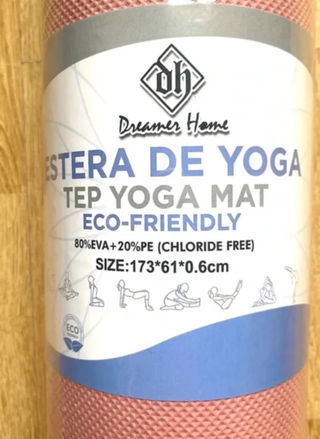 dh
Dreamer Home
ESTERA DE YOGA
TEP YOGA MAT
ECO-FRIENDLY
80%EVA+20%PE (CHLORIDE FREE)
SIZE:173*61*0.6cm
ECO